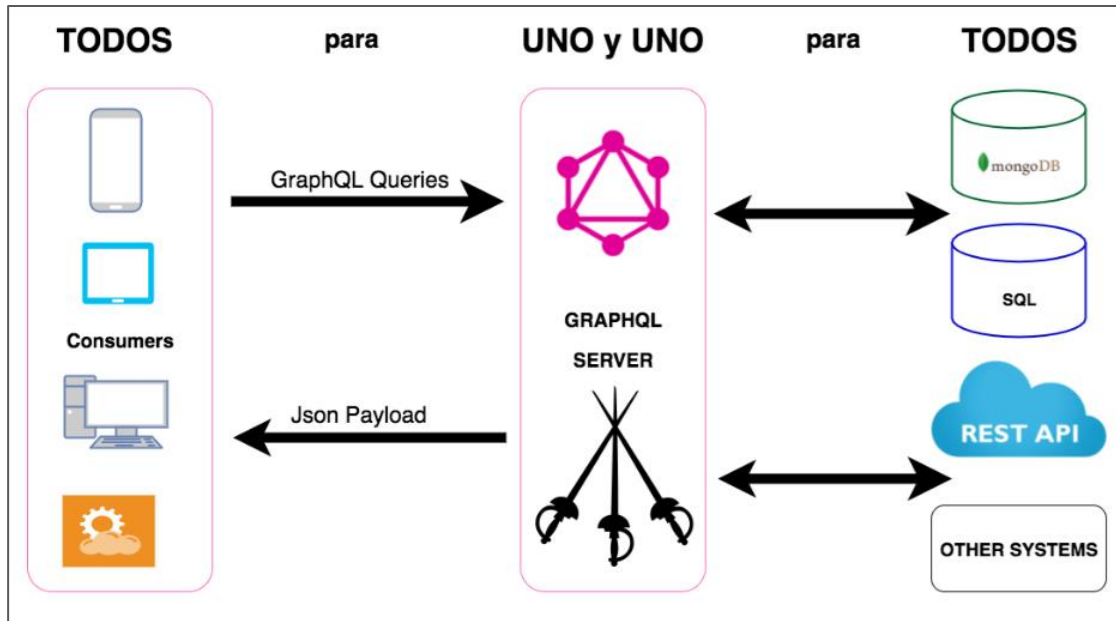 TODOS para UNO y UNO para TODOS
GraphQL Queries
mongoDB
SQL
Consumers
GRAPHQL
SERVER
Json Payload
REST API
OTHER SYSTEMS